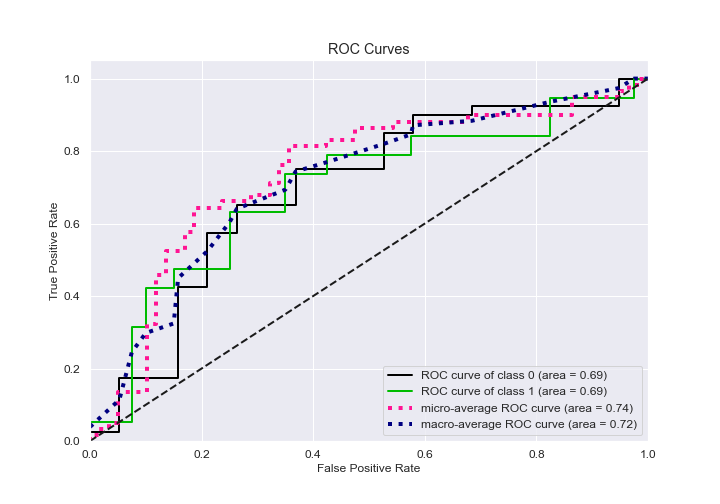 ROC Curves
1.0
0.8
0.6
0.4
0.2
0.0
True Positive Rate
ROC curve of class 0 (area = 0.69)
ROC curve of class 1 (area = 0.69)
micro-average ROC curve (area = 0.74)
macro-average ROC curve (area = 0.72)
0.0 0.2 0.4 0.6 0.8 1.0
False Positive Rate